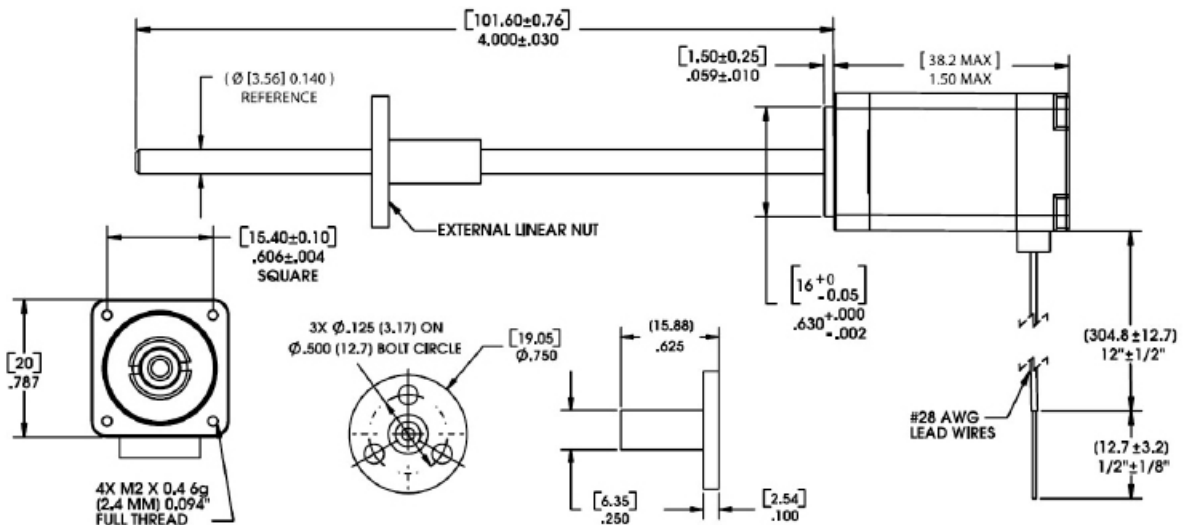 [101.60±0.76]
4.000±.030
[1.50±0.25]
.059±.010
[ 38.2 MAX ]
1.50 MAX
( Ø [3.56] 0.140 )
REFERENCE
EXTERNAL LINEAR NUT
[15.40±0.10]
.606±.004
SQUARE
[16 +0 -0.05]
.630 +.000 -.002
[20]
.787
3X Ø.125 (3.17) ON
Ø.500 (12.7) BOLT CIRCLE
[19.05]
Ø.750
(15.88)
.625
(304.8 ±12.7)
12"±1/2"
#28 AWG
LEAD WIRES
(12.7 ±3.2)
1/2"±1/8"
4X M2 X 0.4 6g
(2.4 MM) 0.094"
FULL THREAD
[6.35]
.250
[2.54]
.100